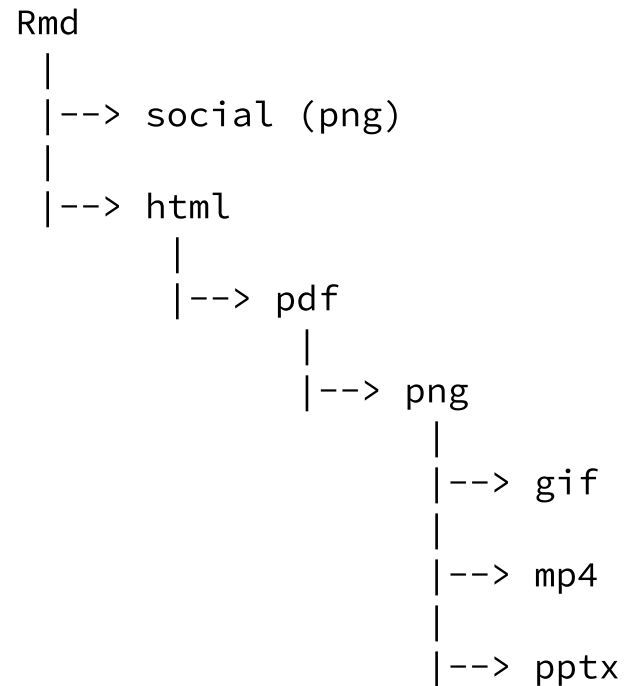 Rmd
|
|--> social (png)
|
|--> html
|
|--> pdf
|
|--> png
|
|--> gif
|
|--> mp4
|
|--> pptx